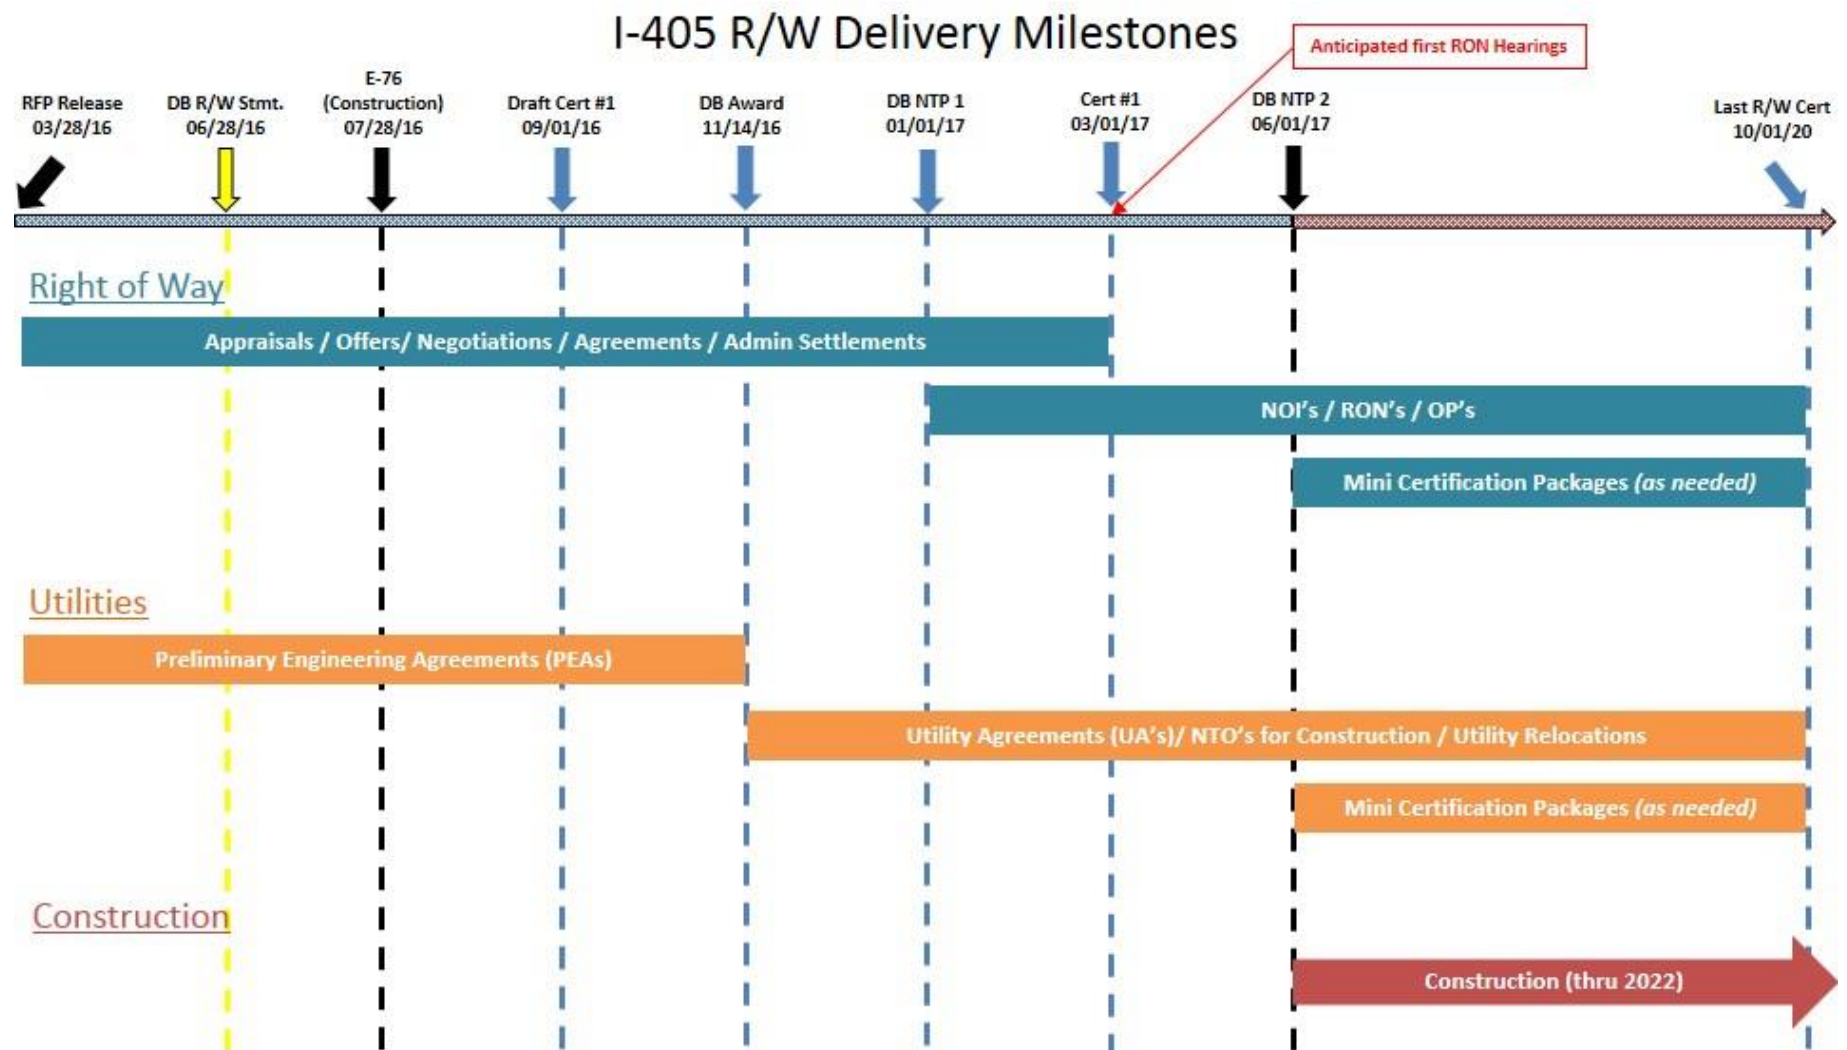 I-405 R/W Delivery Milestones
Anticipated first RON Hearings
RFP Release
03/28/16
DB R/W Stmt.
06/28/16
E-76
(Construction)
07/28/16
Draft Cert #1
09/01/16
DB Award
11/14/16
DB NTP 1
01/01/17
Cert #1
03/01/17
DB NTP 2
06/01/17
Last R/W Cert
10/01/20
Right of Way
Appraisals / Offers/ Negotiations / Agreements / Admin Settlements
NOI's / RON's / OP's
Mini Certification Packages (as needed)
Utilities
Preliminary Engineering Agreements (PEAs)
Utility Agreements (UA's)/ NTO's for Construction / Utility Relocations
Mini Certification Packages (as needed)
Construction
Construction (thru 2022)